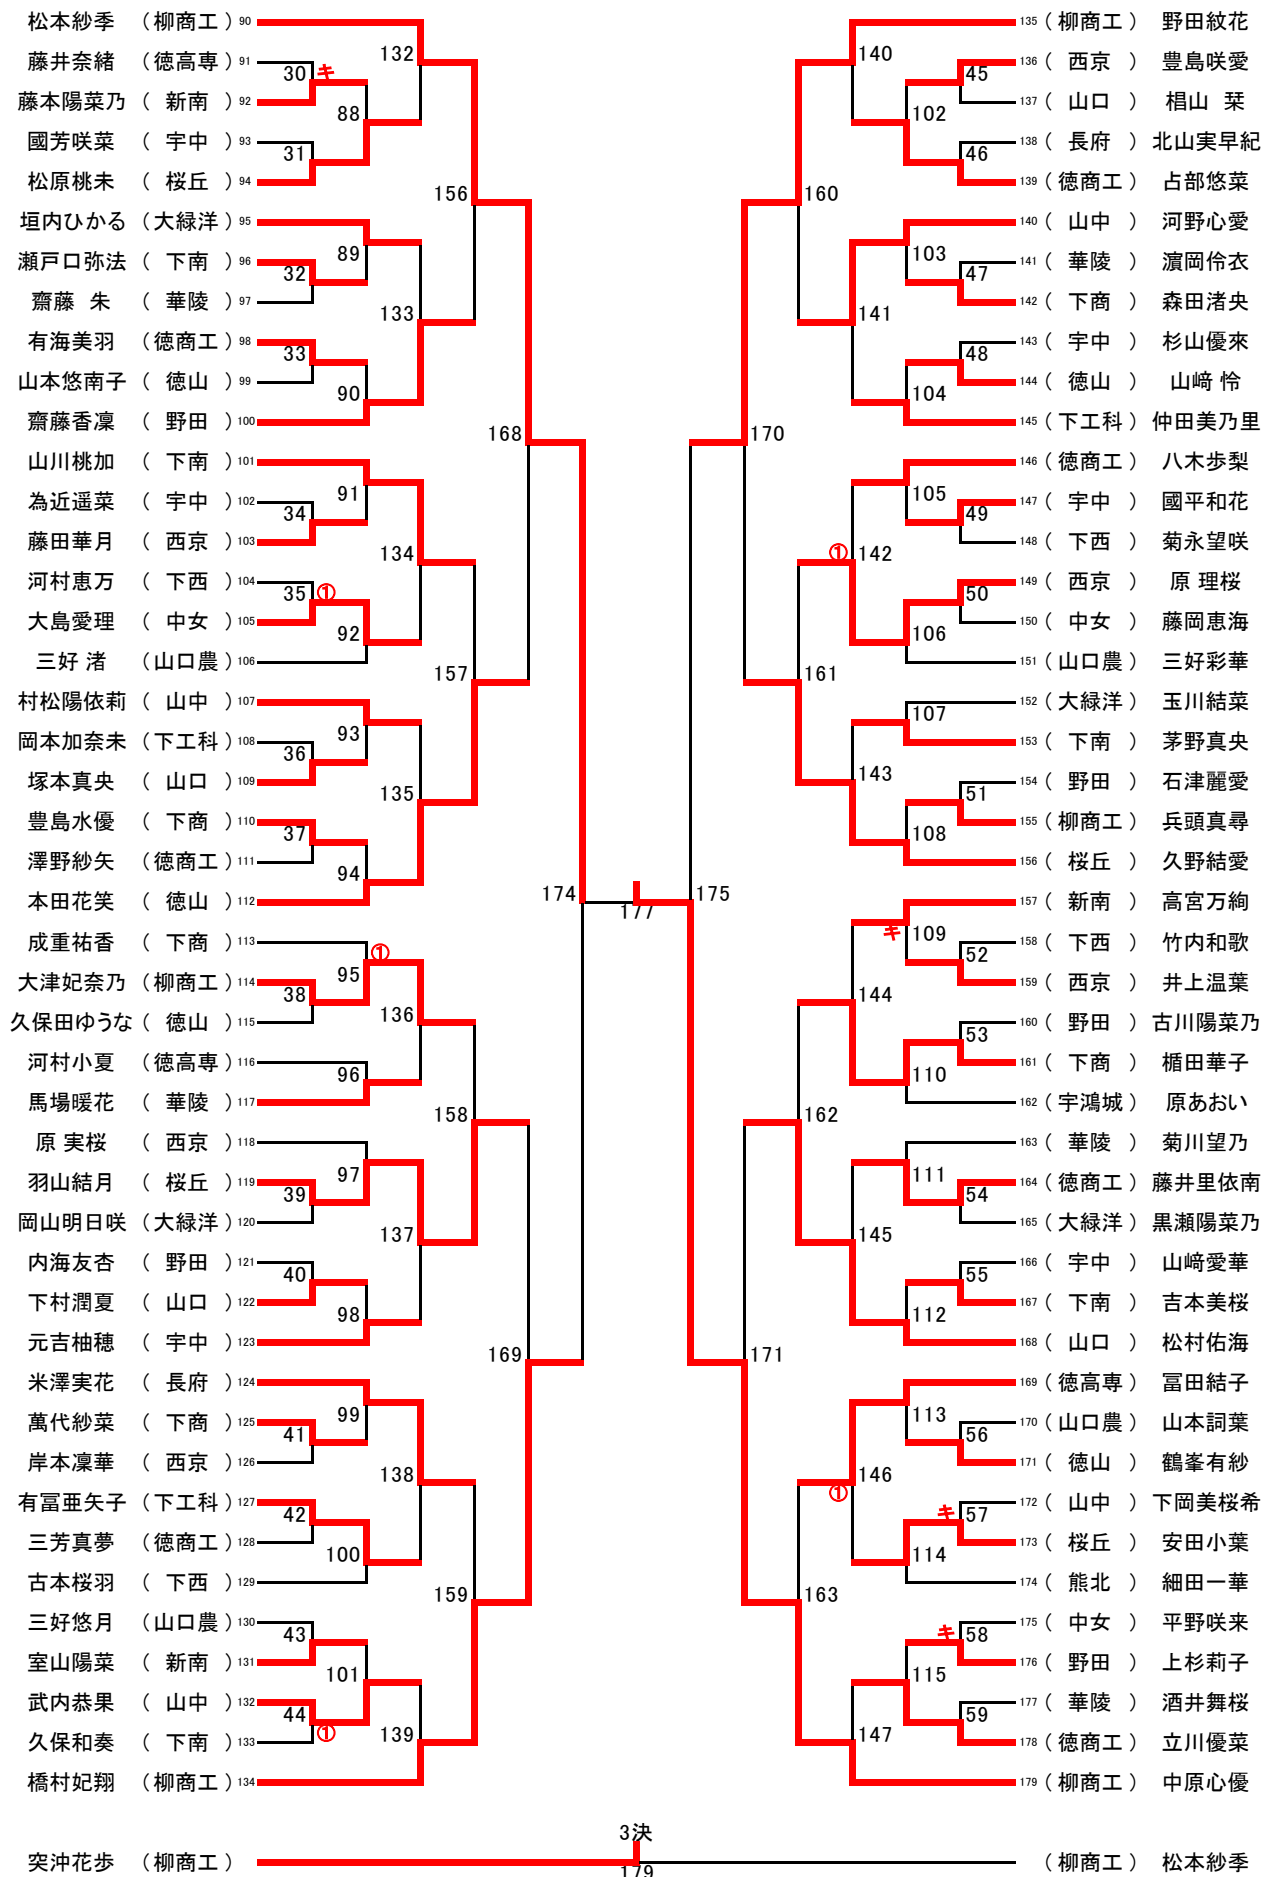 松本紗季 （柳商工） 90
藤井奈緒 （徳高専） 91
藤本陽菜乃 （ 新南 ） 92
國芳咲菜 （ 宇中 ） 93
松原桃未 （ 桜丘 ） 94
垣内ひかる （大緑洋） 95
瀬戸口弥法 （ 下南 ） 96
齋藤 朱 （ 華陵 ） 97
有海美羽 （徳商工） 98
山本悠南子 （ 徳山 ） 99
齋藤香凜 （ 野田 ） 100
山川桃加 （ 下南 ） 101
為近遥菜 （ 宇中 ） 102
藤田華月 （ 西京 ） 103
河村恵万 （ 下西 ） 104
大島愛理 （ 中女 ） 105
三好 渚 （山口農） 106
村松陽依莉 （ 山中 ） 107
岡本加奈未 （下工科） 108
塚本真央 （ 山口 ） 109
豊島水優 （ 下商 ） 110
澤野紗矢 （徳商工） 111
本田花笑 （ 徳山 ） 112
成重祐香 （ 下商 ） 113
大津妃奈乃 （柳商工） 114
久保田ゆうな （ 徳山 ） 115
河村小夏 （徳高専） 116
馬場暖花 （ 華陵 ） 117
原 実桜 （ 西京 ） 118
羽山結月 （ 桜丘 ） 119
岡山明日咲 （大緑洋） 120
内海友杏 （ 野田 ） 121
下村潤夏 （ 山口 ） 122
元吉柚穂 （ 宇中 ） 123
米澤実花 （ 長府 ） 124
萬代紗菜 （ 下商 ） 125
岸本凜華 （ 西京 ） 126
有冨亜矢子 （下工科） 127
三芳真夢 （徳商工） 128
古本桜羽 （ 下西 ） 129
三好悠月 （山口農） 130
室山陽菜 （ 新南 ） 131
武内恭果 （ 山中 ） 132
久保和奏 （ 下南 ） 133
橋村妃翔 （柳商工） 134
30 キ
31
32
33
34
35 ①
36
37
38
39
40
41
42
43
44 ①
88
89
90
91
92
93
94
95 ①
96
97
98
99
100
101
132
133
134
135
136
137
138
139
156
157
158
159
168
169
174
177
175
170
171
160
161
162
163
140
141
142 ①
143
144
145
146 ①
147
102
103
104
105
106
107
108
109 キ
110
111
112
113
114
115
45
46
47
48
49
50
51
52
53
54
55
56
57 キ
58 キ
59
135 （柳商工） 野田紋花
136 （ 西京 ） 豊島咲愛
137 （ 山口 ） 椙山 栞
138 （ 長府 ） 北山実早紀
139 （徳商工） 占部悠菜
140 （ 山中 ） 河野心愛
141 （ 華陵 ） 濵岡伶衣
142 （ 下商 ） 森田渚央
143 （ 宇中 ） 杉山優來
144 （ 徳山 ） 山﨑 怜
145 （下工科） 仲田美乃里
146 （徳商工） 八木歩梨
147 （ 宇中 ） 國平和花
148 （ 下西 ） 菊永望咲
149 （ 西京 ） 原 理桜
150 （ 中女 ） 藤岡恵海
151 （山口農） 三好彩華
152 （大緑洋） 玉川結菜
153 （ 下南 ） 茅野真央
154 （ 野田 ） 石津麗愛
155 （柳商工） 兵頭真尋
156 （ 桜丘 ） 久野結愛
157 （ 新南 ） 高宮万絢
158 （ 下西 ） 竹内和歌
159 （ 西京 ） 井上温葉
160 （ 野田 ） 古川陽菜乃
161 （ 下商 ） 楯田華子
162 （宇鴻城） 原あおい
163 （ 華陵 ） 菊川望乃
164 （徳商工） 藤井里依南
165 （大緑洋） 黒瀬陽菜乃
166 （ 宇中 ） 山﨑愛華
167 （ 下南 ） 吉本美桜
168 （ 山口 ） 松村佑海
169 （徳高専） 冨田結子
170 （山口農） 山本詞葉
171 （ 徳山 ） 鶴峯有紗
172 （ 山中 ） 下岡美桜希
173 （ 桜丘 ） 安田小葉
174 （ 熊北 ） 細田一華
175 （ 中女 ） 平野咲来
176 （ 野田 ） 上杉莉子
177 （ 華陵 ） 酒井舞桜
178 （徳商工） 立川優菜
179 （柳商工） 中原心優
3決
突沖花歩 （柳商工）
179
（柳商工） 松本紗季